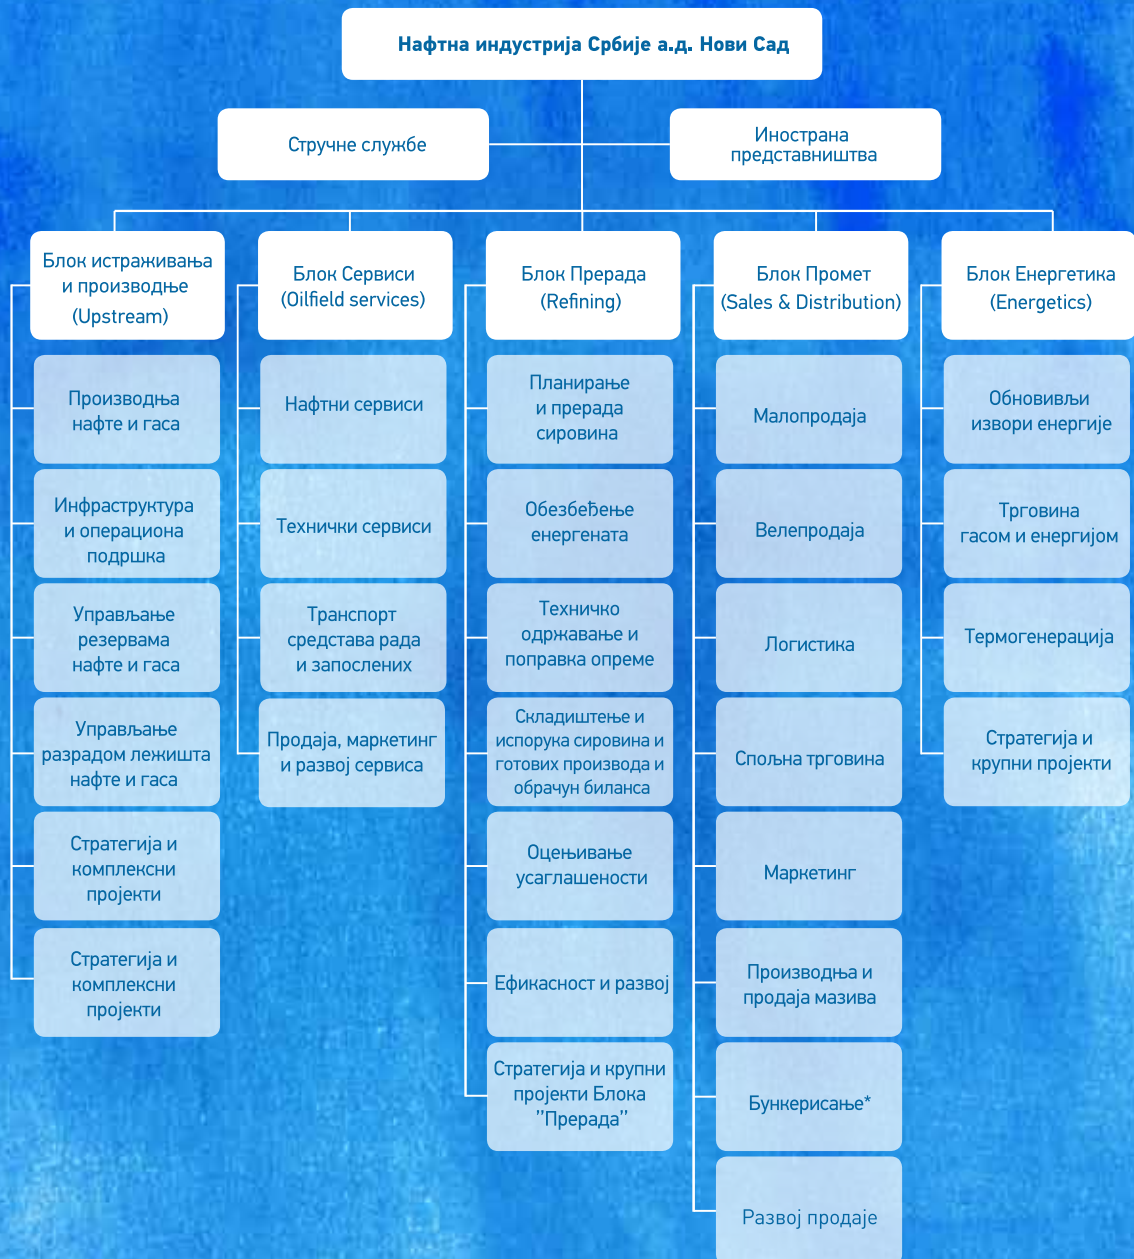 Нафтна индустрија Србије а.д. Нови Сад
Стручне службе
Инострана
представништва
Блок истраживања
и производње
(Upstream)
Производња
нафте и гаса
Инфраструктура
и операциона
подршка
Управљање
резервама
нафте и гаса
Управљање
разрадом лежишта
нафте и гаса
Стратегија и
комплексни
пројекти
Стратегија и
комплексни
пројекти
Блок Сервиси
(Oilfield services)
Нафтни сервиси
Технички сервиси
Транспорт
средстава рада
и запослених
Продаја, маркетинг
и развој сервиса
Блок Прерада
(Refining)
Планирање
и прерада
сировина
Обезбеђење
енергената
Техничко
одржавање и
поправка опреме
Складиштење и
испорука сировина и
готових производа и
обрачун биланса
Оцењивање
усаглашености
Ефикасност и развој
Стратегија и крупни
пројекти Блока
”Прерада”
Блок Промет
(Sales & Distribution)
Малопродаја
Велепродаја
Логистика
Спољна трговина
Маркетинг
Производња и
продаја мазива
Бункерисање*
Развој продаје
Блок Енергетика
(Energetics)
Обновивљи
извори енергије
Трговина
гасом и енергијом
Термогенерација
Стратегија и
крупни пројекти